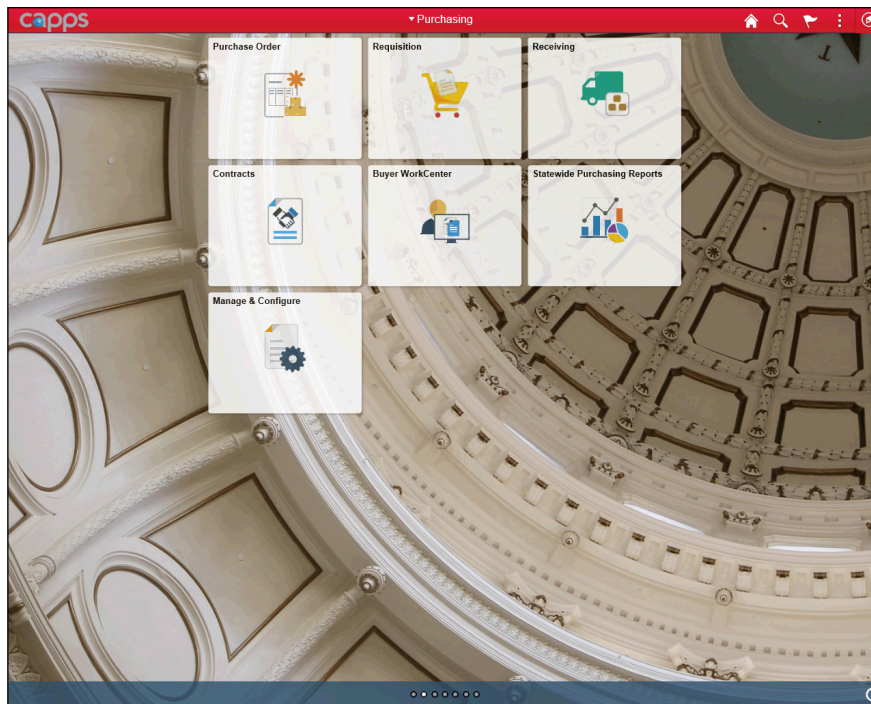 capps
Purchasing
Purchase Order
Requisition
Receiving
Contracts
Buyer WorkCenter
Statewide Purchasing Reports
Manage & Configure